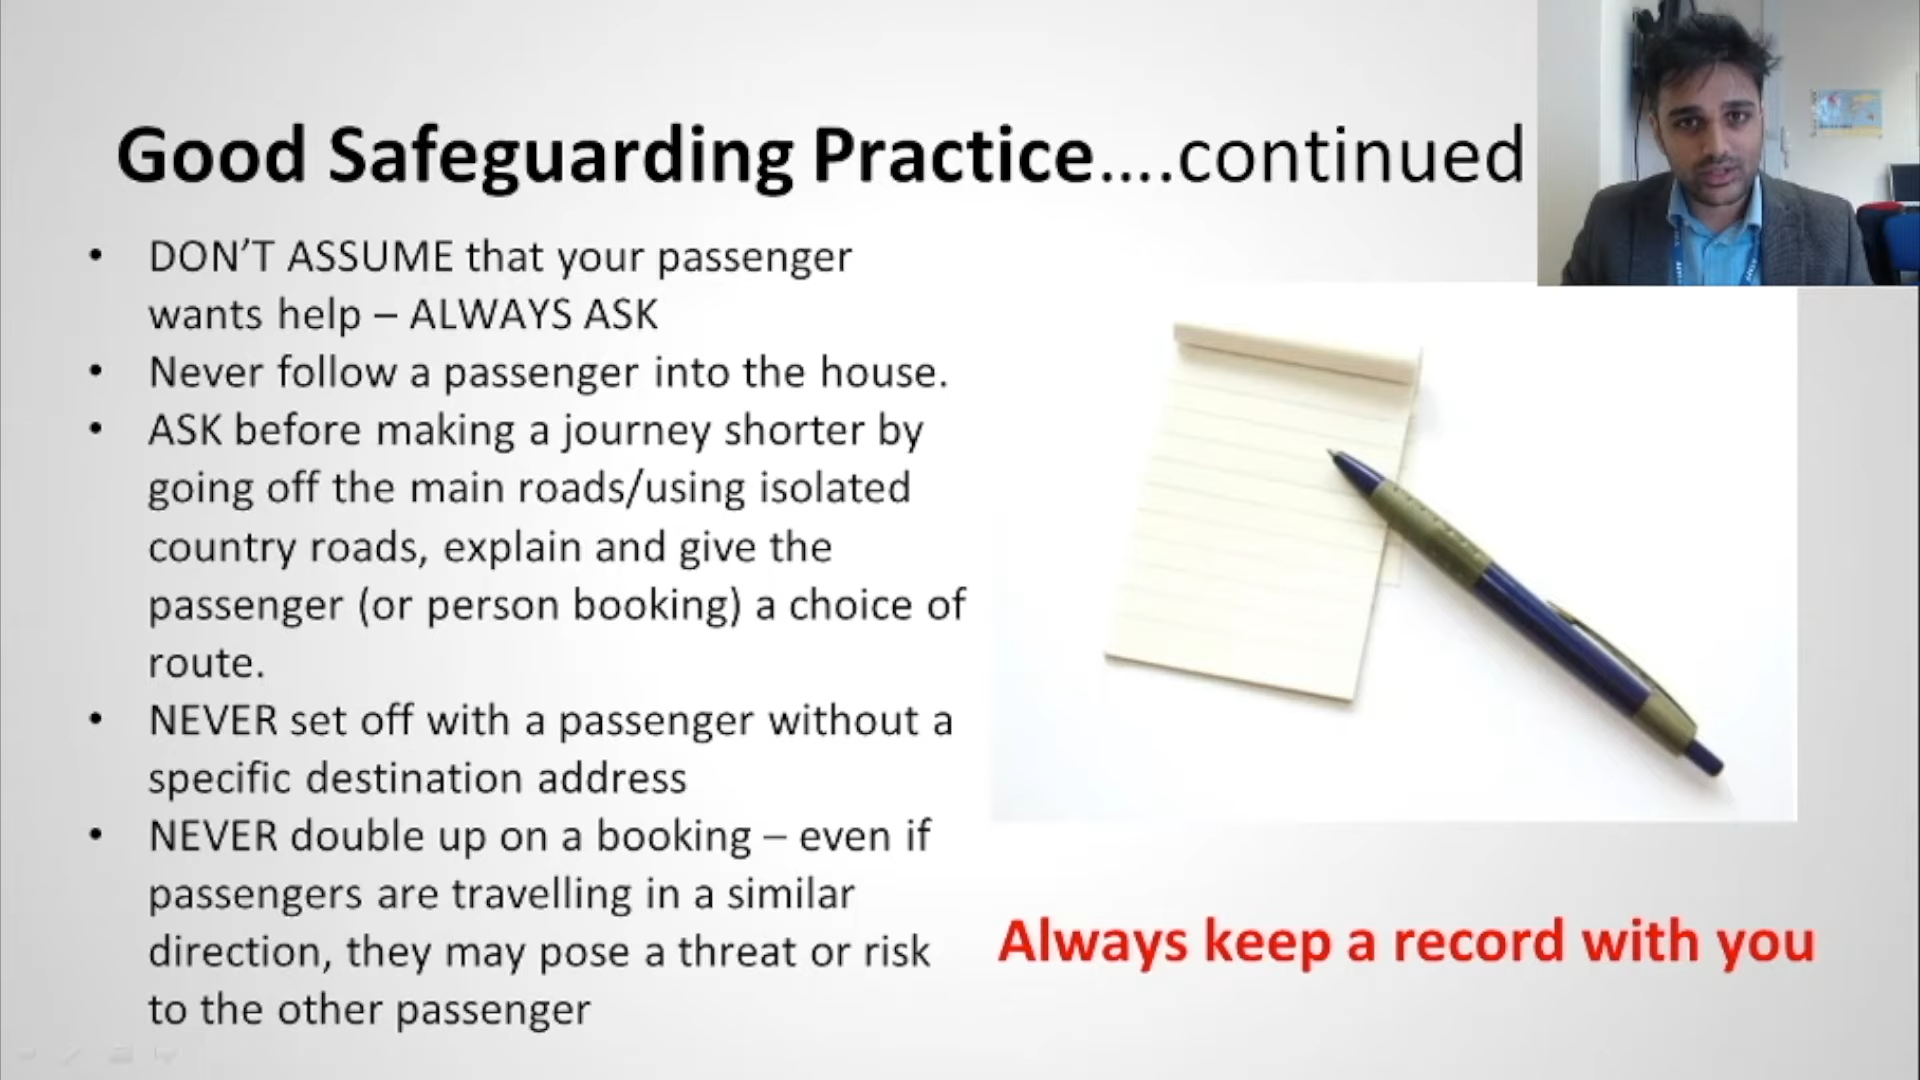 Good Safeguarding Practice....continued
• DON'T ASSUME that your passenger
wants help – ALWAYS ASK
• Never follow a passenger into the house.
• ASK before making a journey shorter by
going off the main roads/using isolated
country roads, explain and give the
passenger (or person booking) a choice of
route.
• NEVER set off with a passenger without a
specific destination address
• NEVER double up on a booking – even if
passengers are travelling in a similar
direction, they may pose a threat or risk
to the other passenger
Always keep a record with you